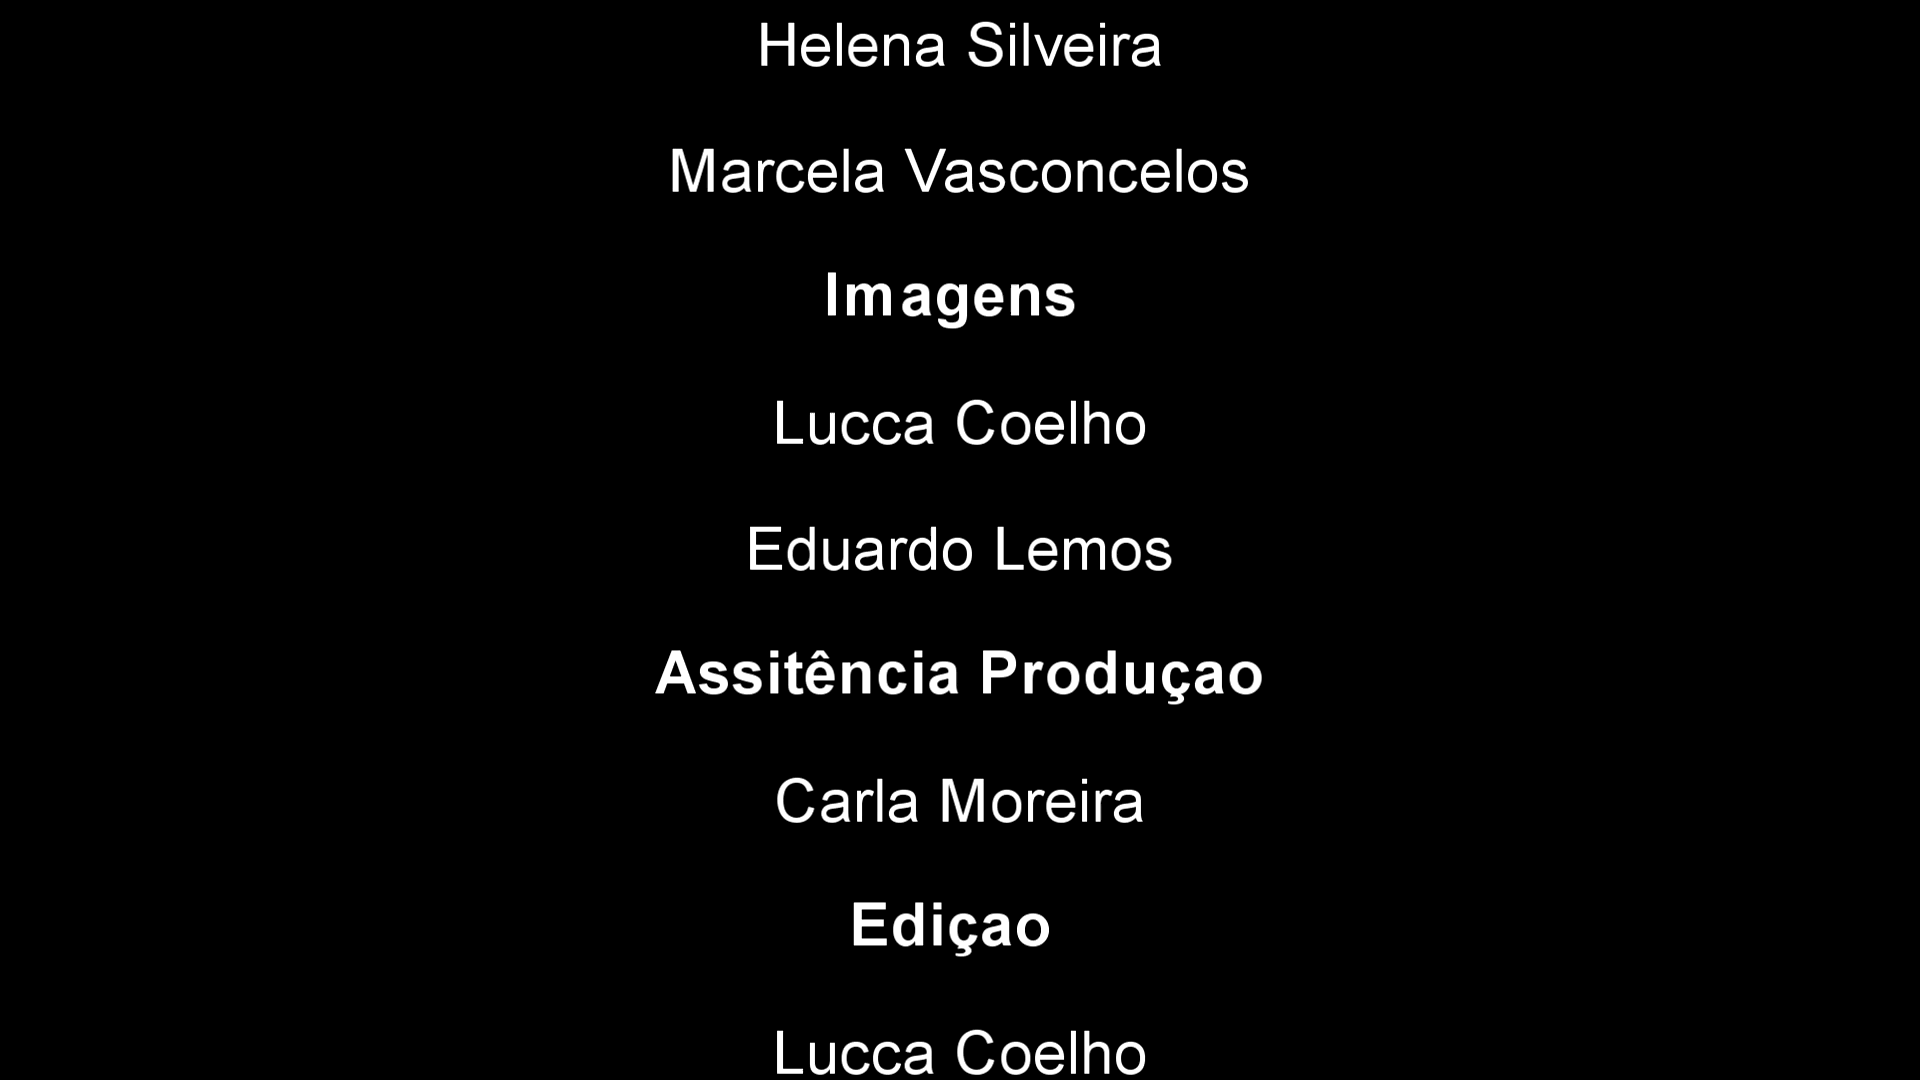 Helena Silveira
Marcela Vasconcelos
Imagens
Lucca Coelho
Eduardo Lemos
Assitência Produçao
Carla Moreira
Ediçao
Lucca Coelho